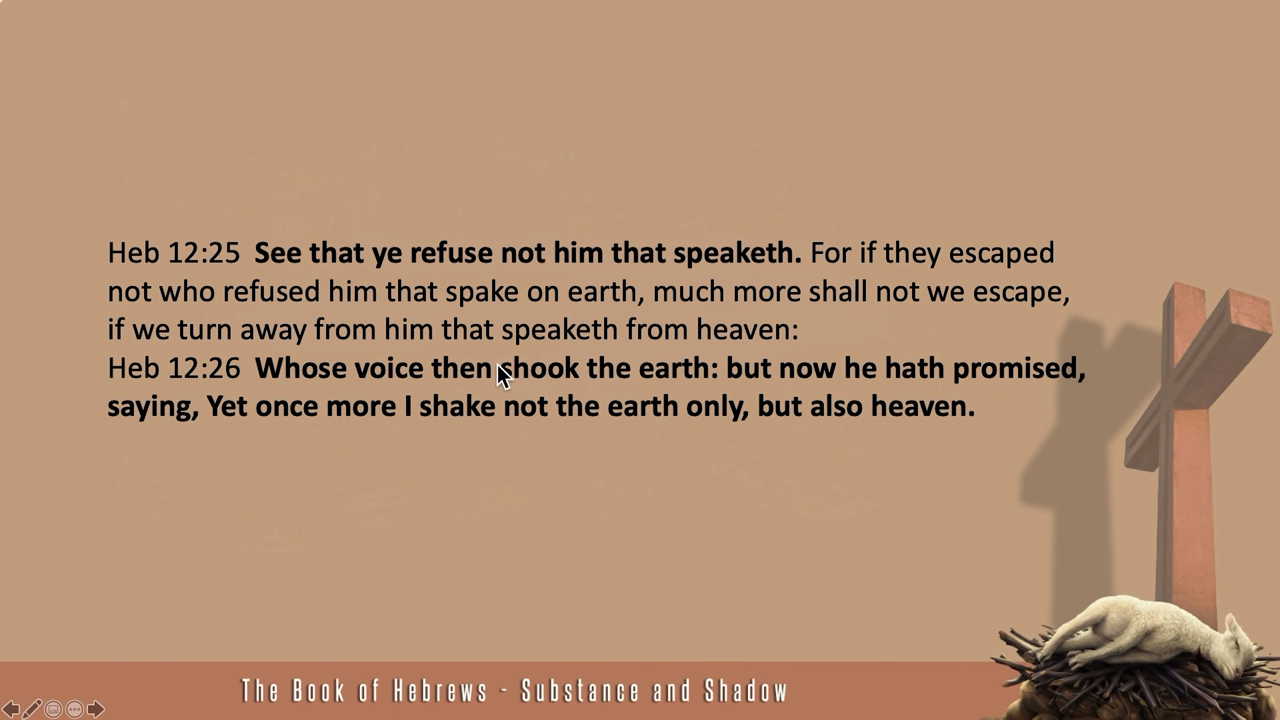 Heb 12:25  See that ye refuse not him that speaketh. For if they escaped
not who refused him that spake on earth, much more shall not we escape,
if we turn away from him that speaketh from heaven:
Heb 12:26  Whose voice then shook the earth: but now he hath promised,
saying, Yet once more I shake not the earth only, but also heaven.
The Book of Hebrews - Substance and Shadow